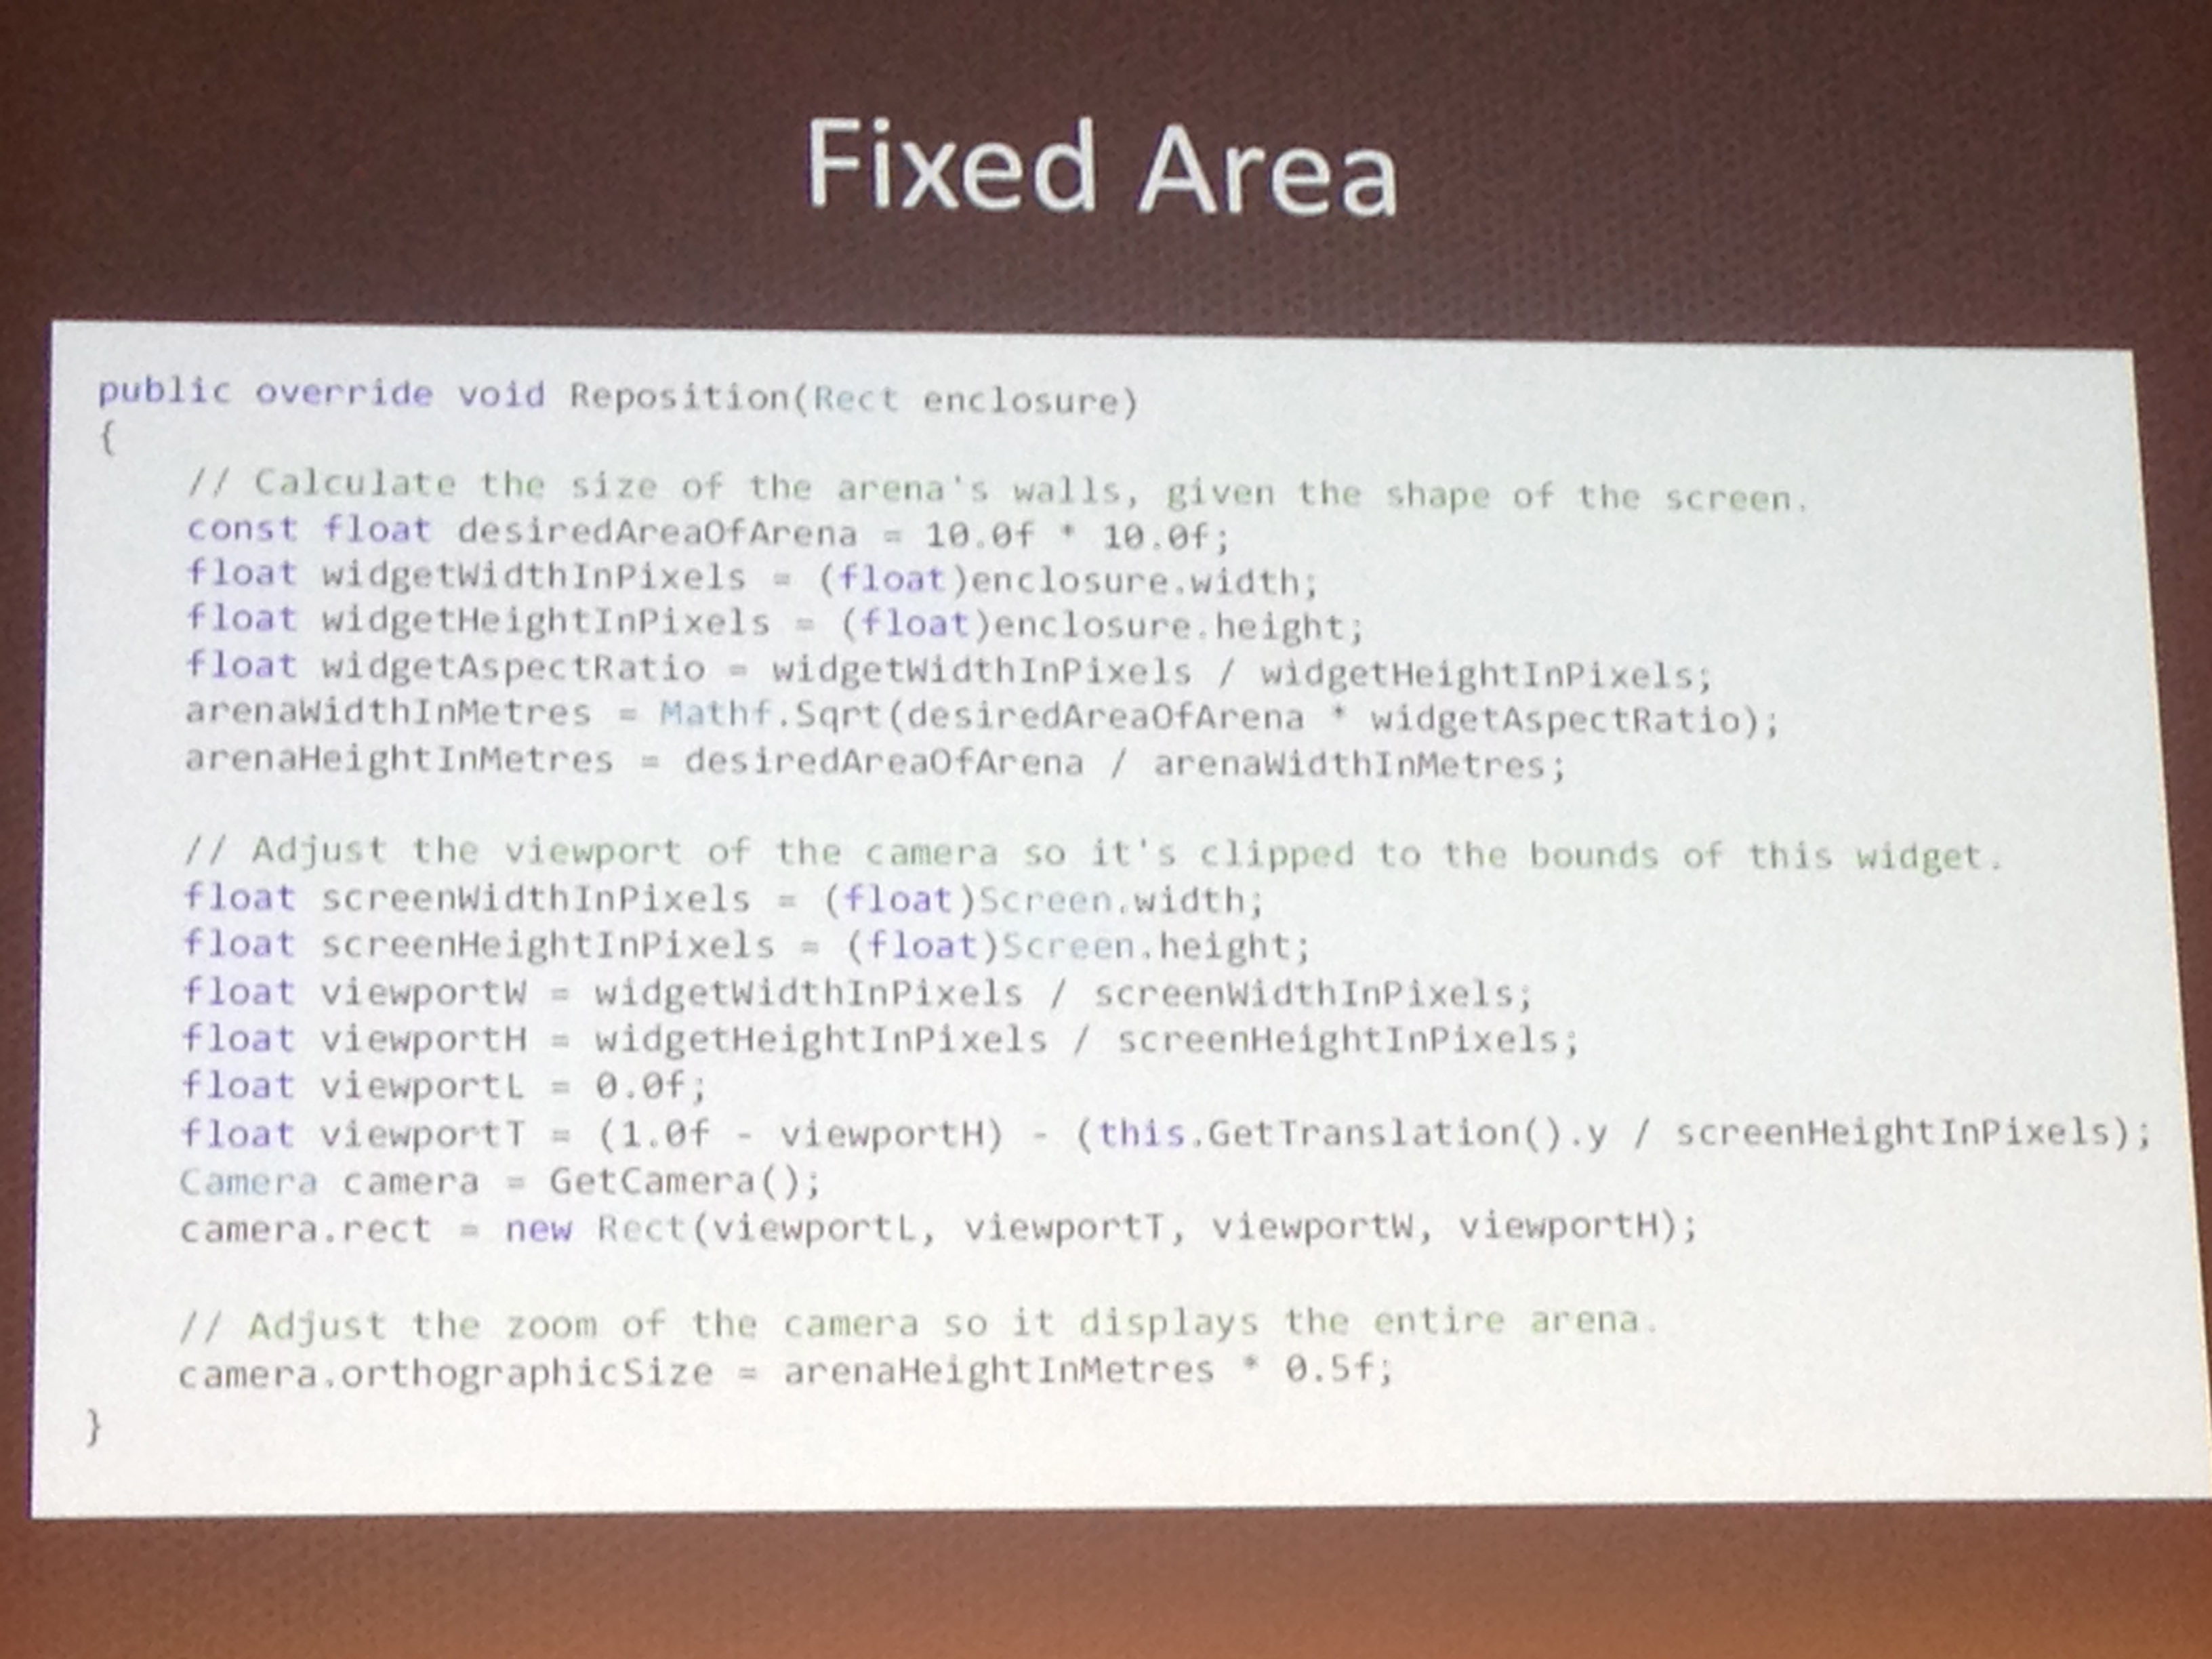 Fixed Area
public override void Reposition(Rect enclosure)
{
// Calculate the size of the arena's walls, given the shape of the screen.
const float desiredAreaOfArena = 10.0f * 10.0f;
float widgetWidthInPixels = (float)enclosure.width;
float widgetHeightInPixels = (float)enclosure.height;
float widgetAspectRatio = widgetWidthInPixels / widgetHeightInPixels;
arenaWidthInMetres = Mathf.Sqrt(desiredAreaOfArena * widgetAspectRatio);
arenaHeightInMetres = desiredAreaOfArena / arenaWidthInMetres;
// Adjust the viewport of the camera so it's clipped to the bounds of this widget.
float screenWidthInPixels = (float)Screen.width;
float screenHeightInPixels = (float)Screen.height;
float viewportW = widgetWidthInPixels / screenWidthInPixels;
float viewportH = widgetHeightInPixels / screenHeightInPixels;
float viewportL = 0.0f;
float viewportT = (1.0f - viewportH) - (this.GetTranslation().y / screenHeightInPixels);
Camera camera = GetCamera();
camera.rect = new Rect(viewportL, viewportT, viewportW, viewportH);
// Adjust the zoom of the camera so it displays the entire arena.
camera.orthographicSize = arenaHeightInMetres * 0.5f;
}